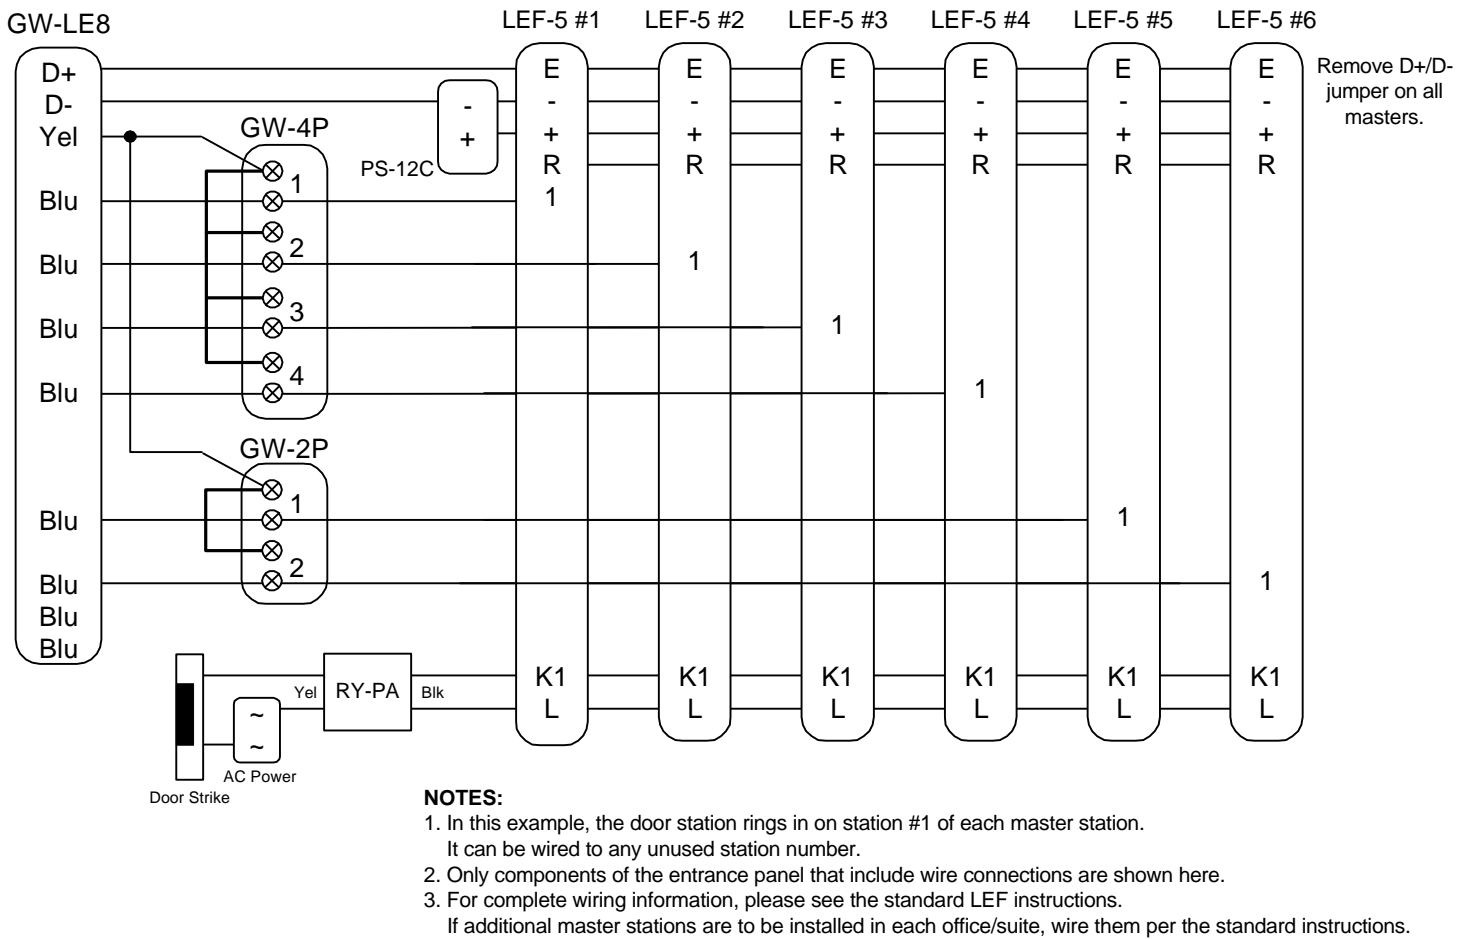 GW-LE8
LEF-5 #1 LEF-5 #2 LEF-5 #3 LEF-5 #4 LEF-5 #5 LEF-5 #6
D+ E E E E E E
Remove D+/D-
jumper on all
masters.
D- - - - - - - -
Yel + + + + + + +
GW-4P
PS-12C
R R R R R R
1
Blu 1
2
Blu 1
3
Blu 1
4
Blu 1
GW-2P
1
Blu 1
2
Blu 1
Blu
Blu
Yel RY-PA Blk
K1 K1 K1 K1 K1 K1
L L L L L L
~
~
AC Power
Door Strike
NOTES:
1. In this example, the door station rings in on station #1 of each master station.
It can be wired to any unused station number.
2. Only components of the entrance panel that include wire connections are shown here.
3. For complete wiring information, please see the standard LEF instructions.
If additional master stations are to be installed in each office/suite, wire them per the standard instructions.